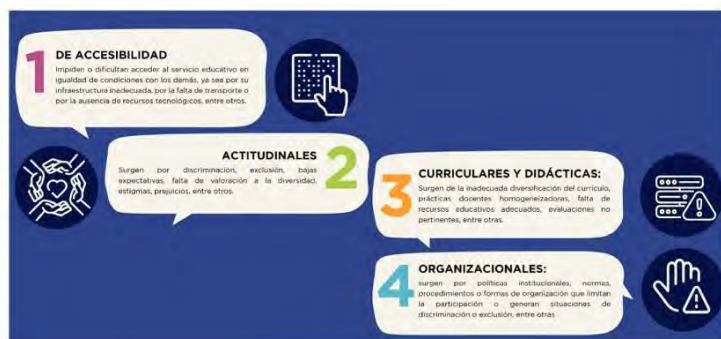 1
DE ACCESIBILIDAD
Impiden o dificultan acceder al servicio educativo en
igualdad de condiciones con los demás, ya sea por su
infraestructura inadecuada, por la falta de transporte o
por la ausencia de recursos tecnológicos, entre otros.
ACTITUDINALES
2
Surgen por discriminación, exclusión, bajas
expectativas, falta de valoración a la diversidad,
estigmas, prejuicios, entre otros.
3
CURRICULARES Y DIDÁCTICAS:
Surgen de la inadecuada diversificación del currículo,
prácticas docentes homogeneizadoras, falta de
recursos educativos adecuados, evaluaciones no
pertinentes, entre otras.
4
ORGANIZACIONALES:
surgen por políticas institucionales, normas,
procedimientos o formas de organización que limitan
la participación o generan situaciones de
discriminación o exclusión, entre otras